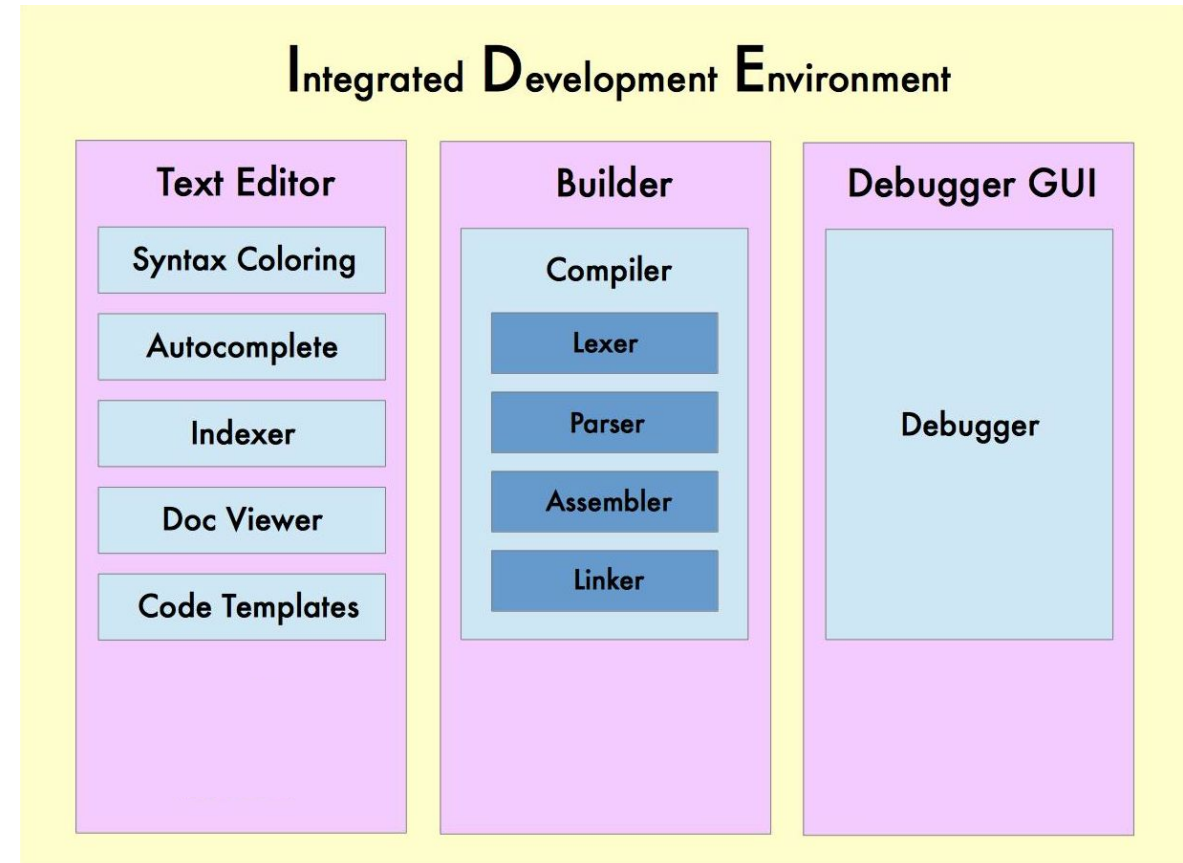 Integrated Development Environment
Text Editor
Syntax Coloring
Autocomplete
Indexer
Doc Viewer
Code Templates
Builder
Compiler
Lexer
Parser
Assembler
Linker
Debugger GUI
Debugger